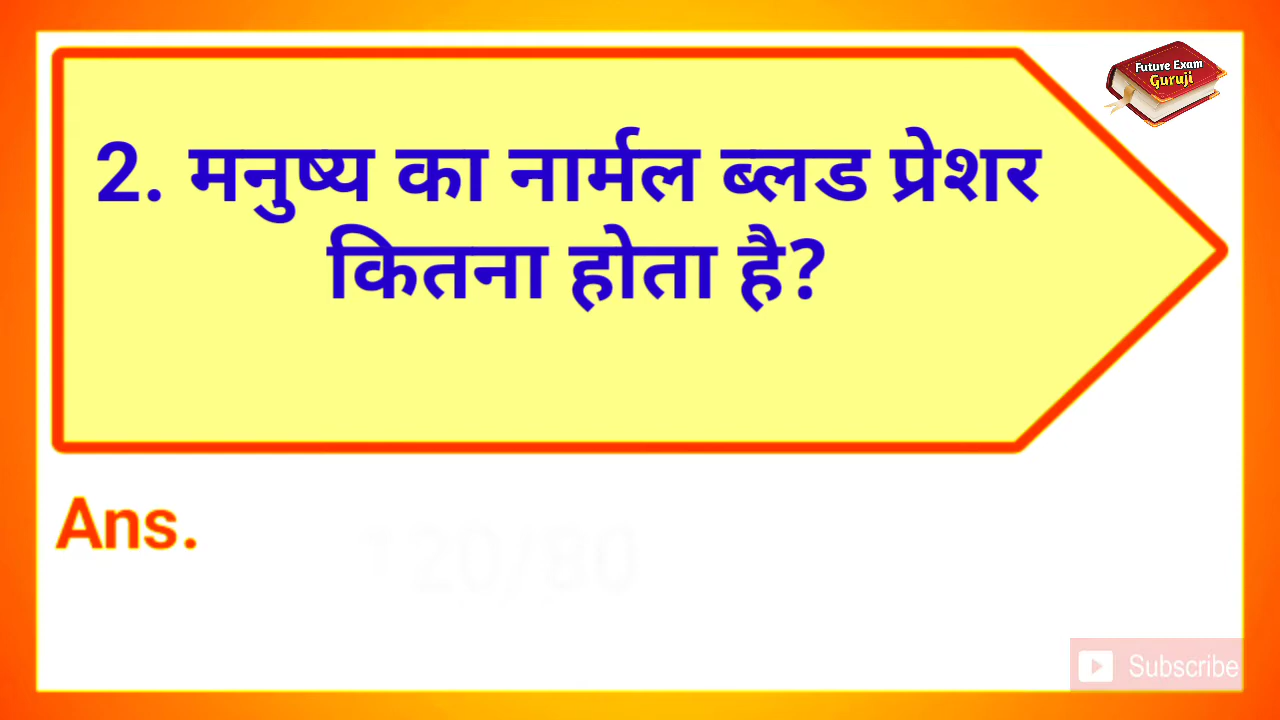 Future Exam
Guruji
2. मनुष्य का नार्मल ब्लड प्रेशर
कितना होता है?
Ans.
120/80
Subscribe